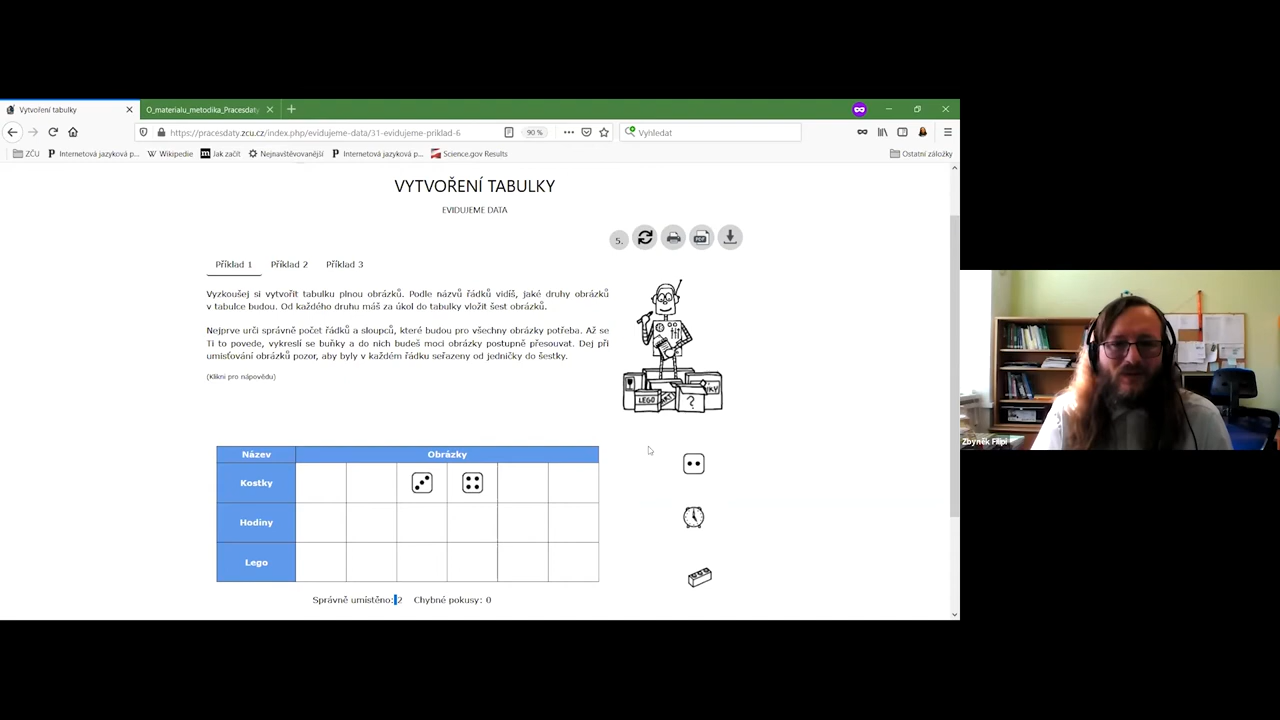 Vytvoření tabulky
O_materialu_metodika_Pracesdaty
https://pracesdaty.zcu.cz/index.php/evidujeme-data/31-evidujeme-priklad-6
90 %
Vyhledat
ZČU
Internetová jazyková p...
Wikipedie
Jak začít
Nejnavštěvovanější
Internetová jazyková p...
Science.gov Results
Ostatní záložky
VYTVOŘENÍ TABULKY
EVIDUJEME DATA
5.
PDF
Příklad 1 Příklad 2 Příklad 3
Vyzkoušej si vytvořit tabulku plnou obrázků. Podle názvů řádků vidíš, jaké druhy obrázků
v tabulce budou. Od každého druhu máš za úkol do tabulky vložit šest obrázků.
Nejprve urči správně počet řádků a sloupců, které budou pro všechny obrázky potřeba. Až se
Ti to povede, vykreslí se buňky a do nich budeš moci obrázky postupně přesouvat. Dej při
umisťování obrázků pozor, aby byly v každém řádku seřazeny od jedničky do šestky.
(Klikni pro nápovědu)
LEGO
?
KY
Název Obrázky
Kostky
Hodiny
Lego
Správně umístěno: 2 Chybné pokusy: 0
Zbyněk Filipi